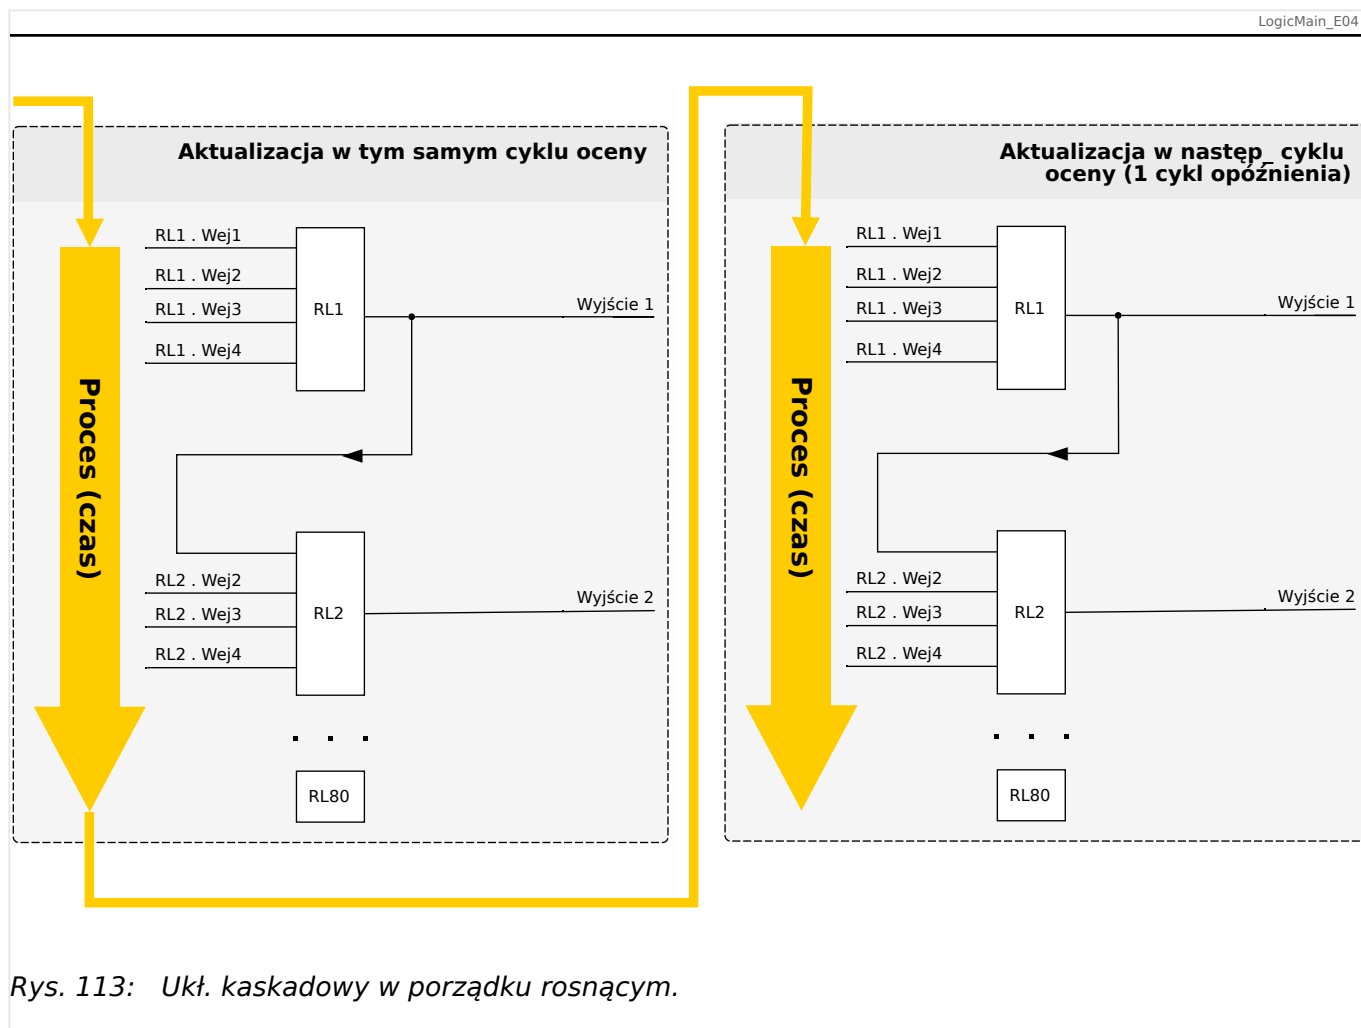 LogicMain_E04
Aktualizacja w tym samym cyklu oceny
RL1 . Wej1
RL1 . Wej2
RL1 . Wej3
RL1 . Wej4
RL1
Wyjście 1
Proces (czas)
RL2 . Wej2
RL2 . Wej3
RL2 . Wej4
RL2
Wyjście 2
. . .
RL80
Aktualizacja w następ_ cyklu
oceny (1 cykl opóźnienia)
RL1 . Wej1
RL1 . Wej2
RL1 . Wej3
RL1 . Wej4
RL1
Wyjście 1
Proces (czas)
RL2 . Wej2
RL2 . Wej3
RL2 . Wej4
RL2
Wyjście 2
. . .
RL80
Rys. 113: Ukł. kaskadowy w porządku rosnącym.